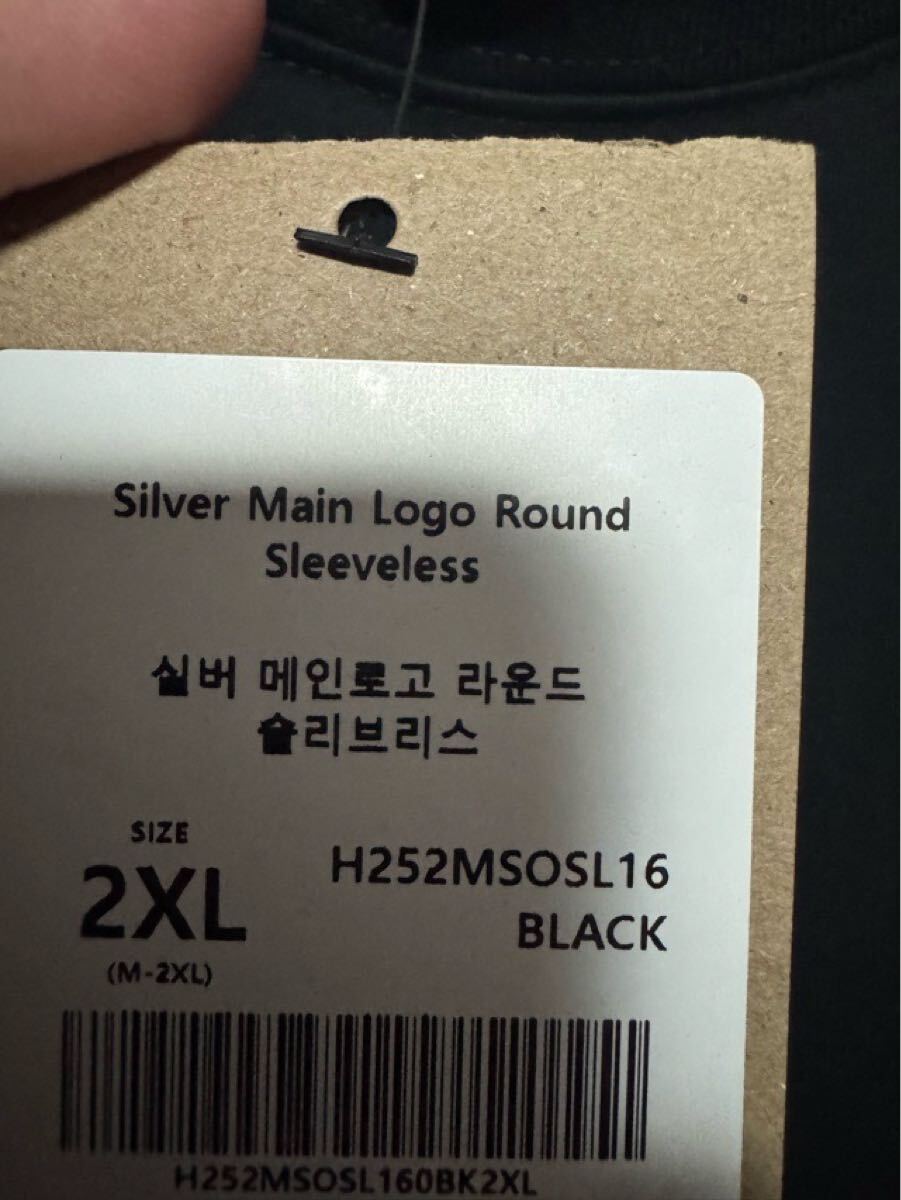 Silver Main Logo Round
Sleeveless
실버 메인로고 라운드
슬리브리스
SIZE
2XL
(M-2XL)
H252MSOSL16
BLACK
H252MSOSL160BK2XL